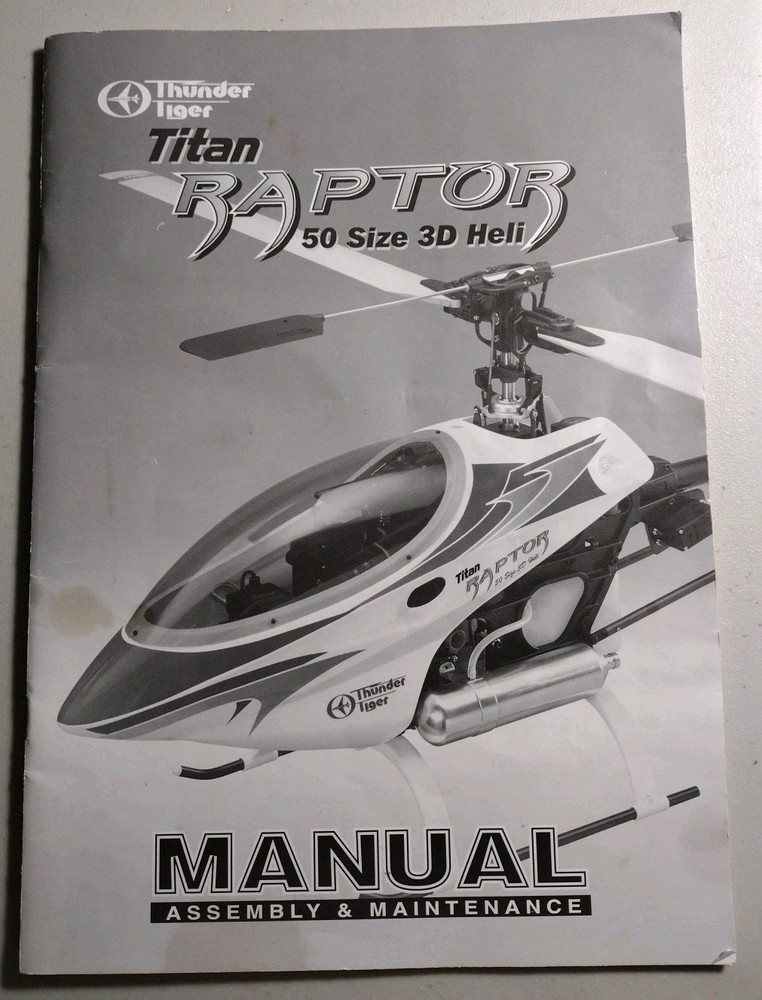 Thunder
Tiger
Titan
RAPTOR
50 Size 3D Heli
Titan
RAPTOR
50 Size 3D Heli
Thunder
Tiger
MANUAL
ASSEMBLY & MAINTENANCE